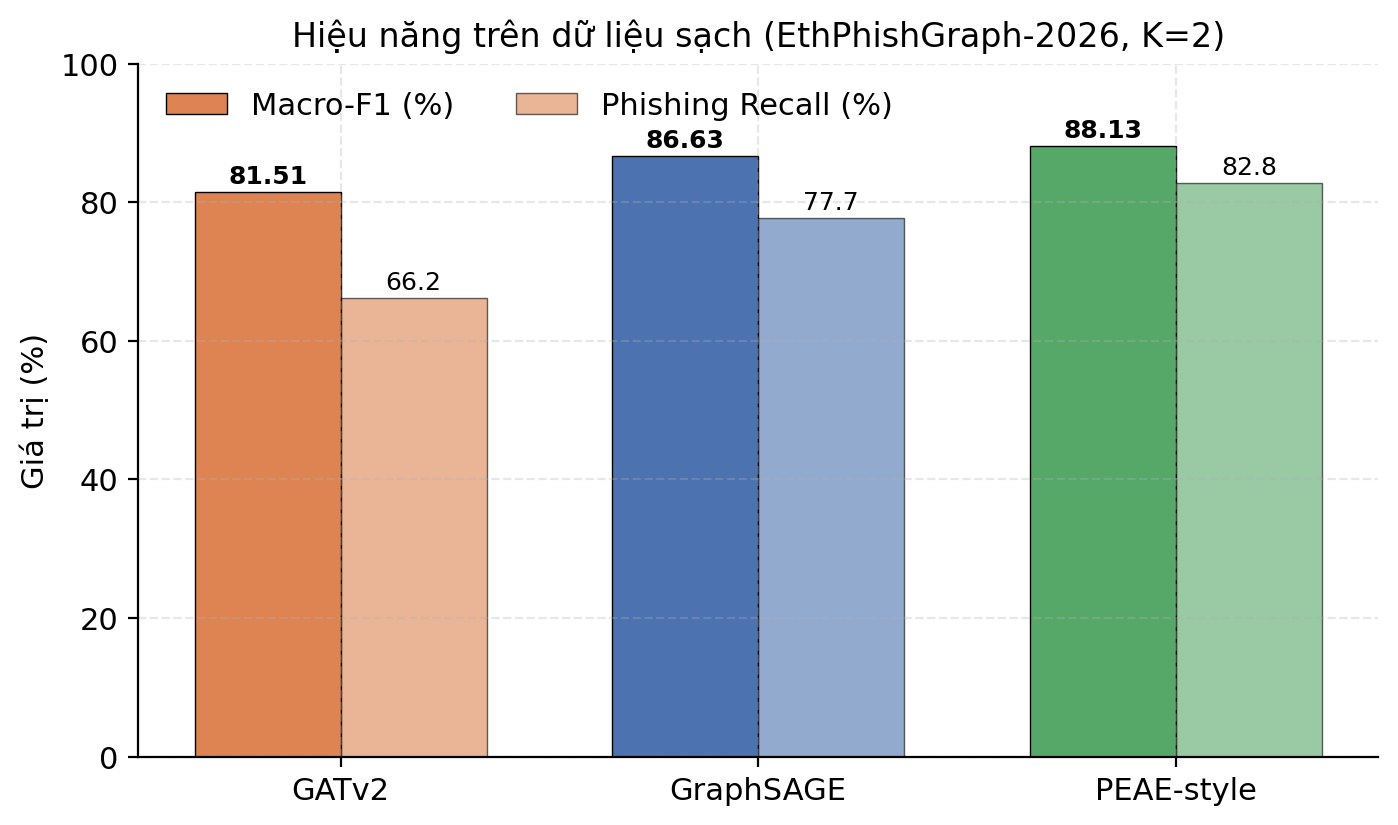 Hiệu năng trên dữ liệu sạch (EthPhishGraph-2026, K=2)
Macro-F1 (%)
Phishing Recall (%)
Giá trị (%)
100
80
60
40
20
0
81.51
66.2
86.63
77.7
88.13
82.8
GATv2
GraphSAGE
PEAE-style